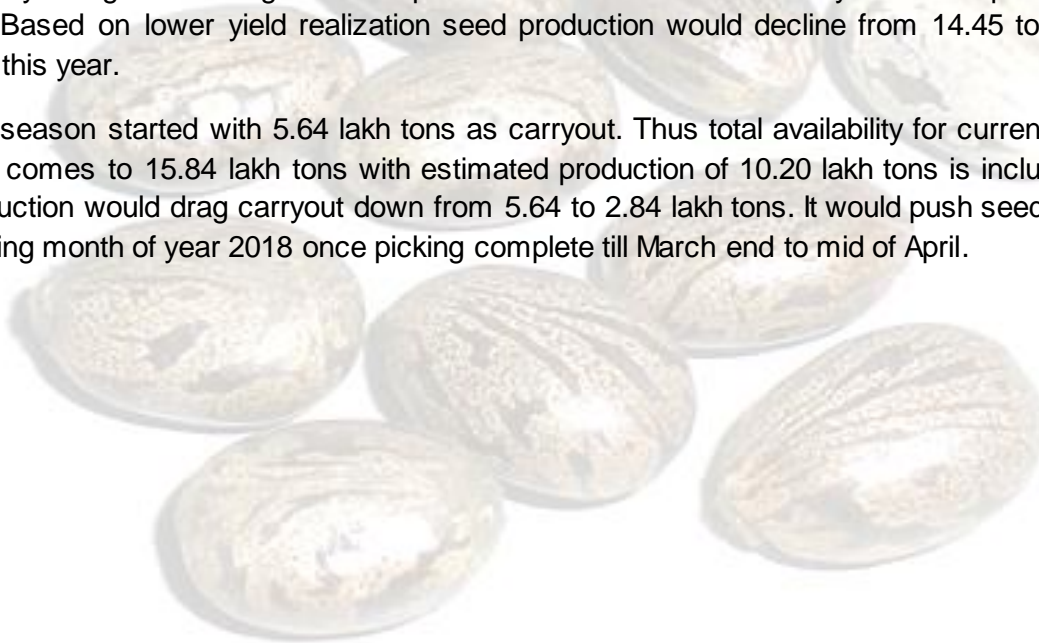 Based on lower yield realization seed production would decline from 14.45 to
this year.
season started with 5.64 lakh tons as carryout. Thus total availability for curren
comes to 15.84 lakh tons with estimated production of 10.20 lakh tons is inclu
uction would drag carryout down from 5.64 to 2.84 lakh tons. It would push seed
ing month of year 2018 once picking complete till March end to mid of April.